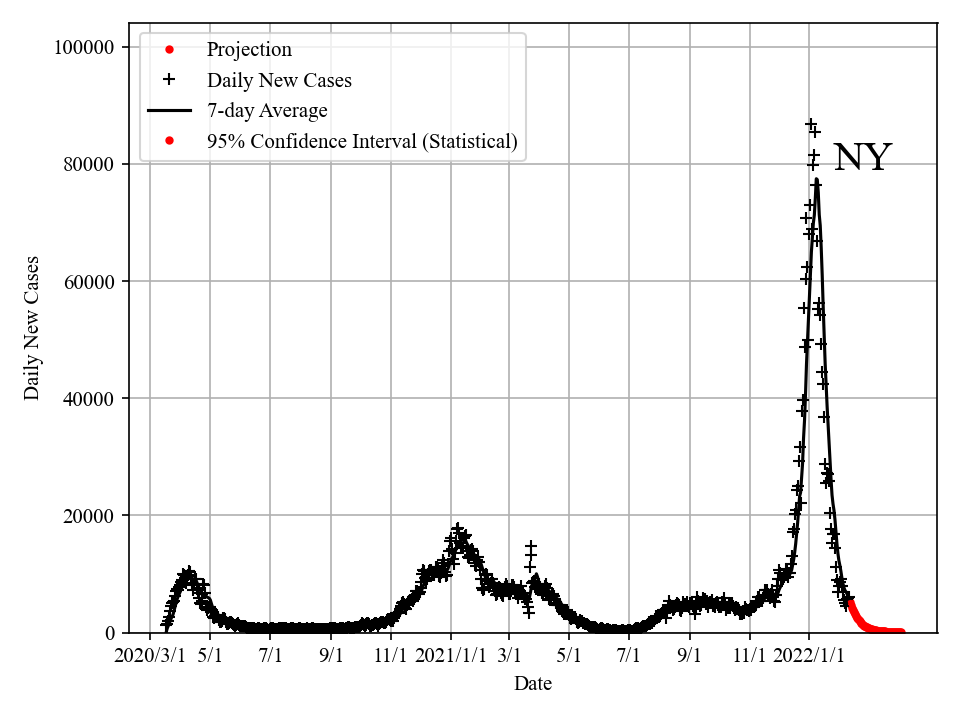 100000
80000
60000
40000
20000
0
Daily New Cases
Projection
Daily New Cases
7-day Average
95% Confidence Interval (Statistical)
NY
2020/3/1 5/1 7/1 9/1 11/1 2021/1/1 3/1 5/1 7/1 9/1 11/1 2022/1/1
Date